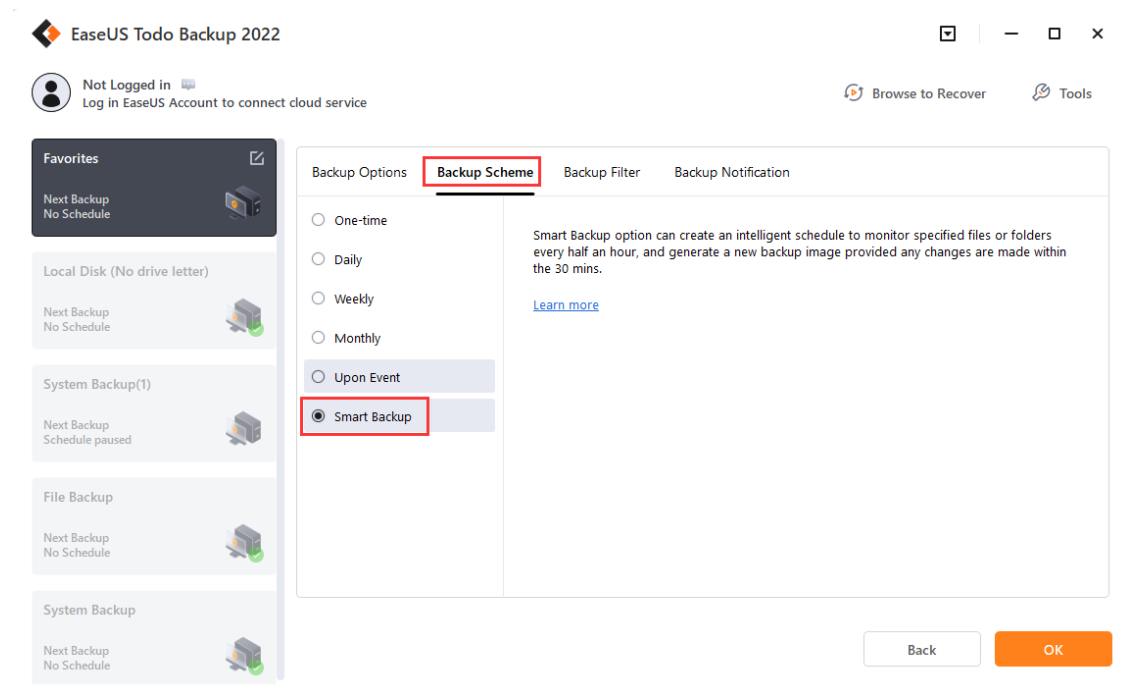 EaseUS Todo Backup 2022
Not Logged in
Log in EaseUS Account to connect cloud service
Browse to Recover
Tools
Favorites
Next Backup
No Schedule
Local Disk (No drive letter)
Next Backup
No Schedule
System Backup(1)
Next Backup
Schedule paused
File Backup
Next Backup
No Schedule
System Backup
Next Backup
No Schedule
Backup Options
Backup Scheme
Backup Filter
Backup Notification
One-time
Daily
Weekly
Monthly
Upon Event
Smart Backup
Smart Backup option can create an intelligent schedule to monitor specified files or folders
every half an hour, and generate a new backup image provided any changes are made within
the 30 mins.
Learn more
Back
OK